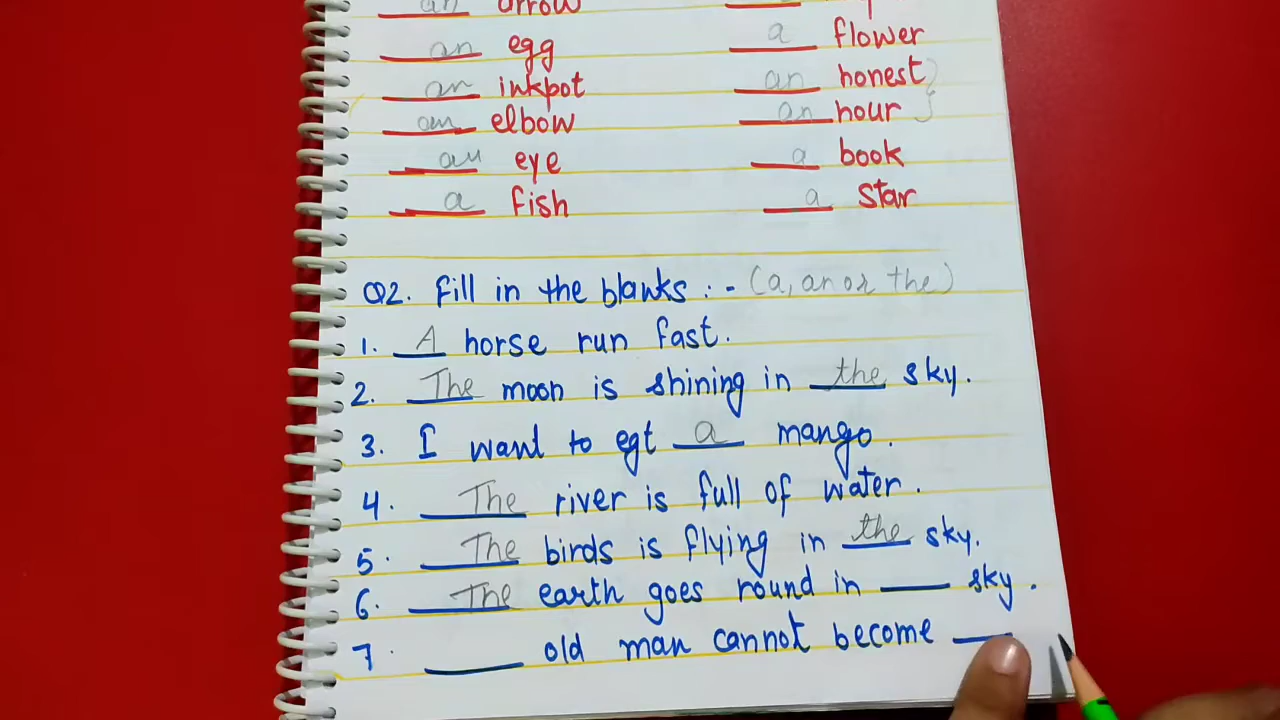 an arrow
an egg a flower
an inkpot an honest
an elbow an hour
an eye a book
a fish a star
Q2. Fill in the blanks :- (a, an or the)
1. A horse run fast.
2. The moon is shining in the sky.
3. I want to egt a mango.
4. The river is full of water.
5. The birds is flying in the sky.
6. The earth goes round in ____ sky.
7. ____ old man cannot become ____